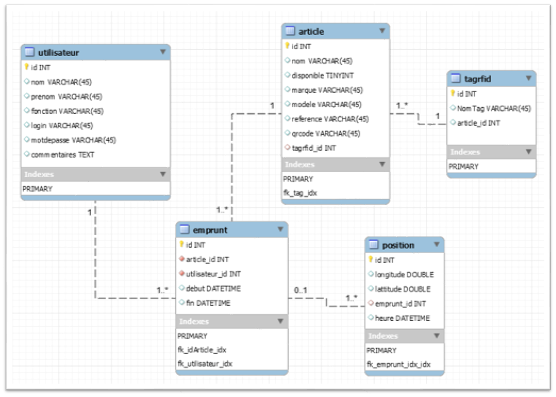 utilisateur
id INT
nom VARCHAR(45)
prenom VARCHAR(45)
fonction VARCHAR(45)
login VARCHAR(45)
motdepasse VARCHAR(45)
commentaires TEXT
Indexes
PRIMARY
article
id INT
nom VARCHAR(45)
disponible TINYINT
marque VARCHAR(45)
modele VARCHAR(45)
reference VARCHAR(45)
qrcode VARCHAR(45)
tagrfid_id INT
Indexes
PRIMARY
fk_tag_idx
tagrfid
id INT
NomTag VARCHAR(45)
article_id INT
Indexes
PRIMARY
1
1..*
1
1..*
1
1..*
emprunt
id INT
article_id INT
utilisateur_id INT
debut DATETIME
fin DATETIME
Indexes
PRIMARY
fk_idArticle_idx
fk_utilisateur_idx
0..1
1..*
position
id INT
longitude DOUBLE
lattitude DOUBLE
emprunt_id INT
heure DATETIME
Indexes
PRIMARY
fk_emprunt_idx_idx